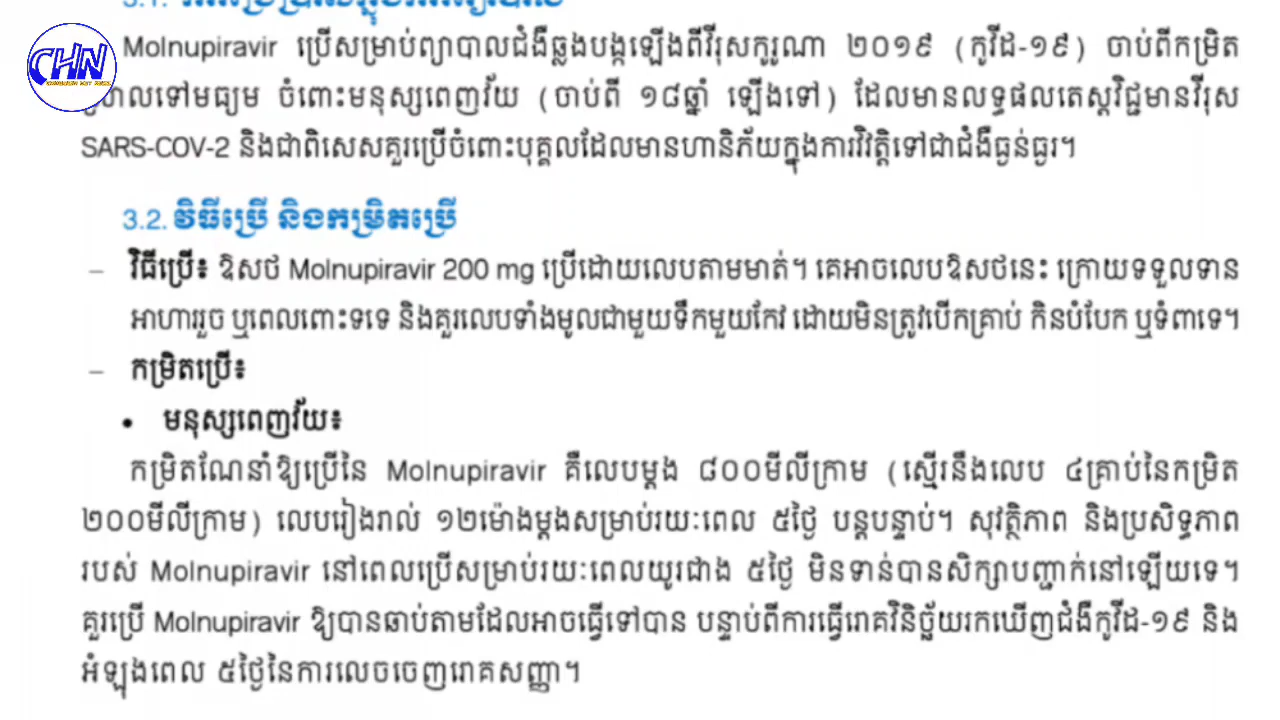 Molnupiravir ប្រើសម្រាប់ព្យាបាលជំងឺឆ្លងបង្កឡើងពីវីរុសកូរ៉ូណា ២០១៩ (កូវីដ-១៩) ចាប់ពីកម្រិត
CHN
ទៅមធ្យម ចំពោះមនុស្សពេញវ័យ (ចាប់ពី ១៨ឆ្នាំ ឡើងទៅ) ដែលមានលទ្ធផលតេស្តវិជ្ជមានវីរុស
SARS-COV-2 និងជាពិសេសគួរប្រើចំពោះបុគ្គលដែលមានហានិភ័យក្នុងការវិវត្តិទៅជាជំងឺធ្ងន់ធ្ងរ។
3.2. វិធីប្រើ និងកម្រិតប្រើ
– វិធីប្រើ៖ ឱសថ Molnupiravir 200 mg ប្រើដោយលេបតាមមាត់។ គេអាចលេបឱសថនេះ ក្រោយទទួលទាន
អាហាររួច ឬពេលពោះទទេ និងគួរលេបទាំងមូលជាមួយទឹកមួយកែវ ដោយមិនត្រូវបើកគ្រាប់ កិនបំបែក ឬទំពាទេ។
– កម្រិតប្រើ៖
• មនុស្សពេញវ័យ៖
កម្រិតណែនាំឱ្យប្រើនៃ Molnupiravir គឺលេបម្តង ៨០០មីលីក្រាម (ស្មើរនឹងលេប ៤គ្រាប់នៃកម្រិត
២០០មីលីក្រាម) លេបរៀងរាល់ ១២ម៉ោងម្តងសម្រាប់រយៈពេល ៥ថ្ងៃ បន្តបន្ទាប់។ សុវត្ថិភាព និងប្រសិទ្ធភាព
របស់ Molnupiravir នៅពេលប្រើសម្រាប់រយៈពេលយូរជាង ៥ថ្ងៃ មិនទាន់បានសិក្សាបញ្ជាក់នៅឡើយទេ។
គួរប្រើ Molnupiravir ឱ្យបានឆាប់តាមដែលអាចធ្វើទៅបាន បន្ទាប់ពីការធ្វើរោគវិនិច្ឆ័យរកឃើញជំងឺកូវីដ-១៩ និង
អំឡុងពេល ៥ថ្ងៃនៃការលេចចេញរោគសញ្ញា។